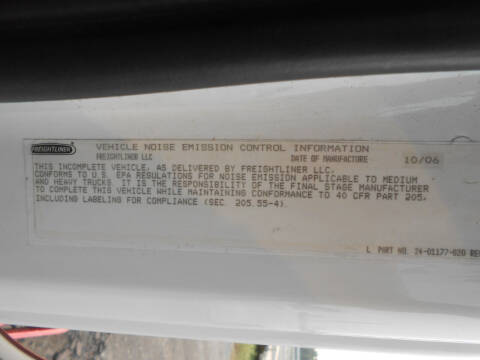 FREIGHTLINER
VEHICLE NOISE EMISSION CONTROL INFORMATION
FREIGHTLINER LLC DATE OF MANUFACTURE 10/06
THIS INCOMPLETE VEHICLE, AS DELIVERED BY FREIGHTLINER LLC.
CONFORMS TO U.S. EPA REGULATIONS FOR NOISE EMISSION APPLICABLE TO MEDIUM
AND HEAVY TRUCKS. IT IS THE RESPONSIBILITY OF THE FINAL STAGE MANUFACTURER
TO COMPLETE THIS VEHICLE WHILE MAINTAINING CONFORMANCE TO 40 CFR PART 205,
INCLUDING LABELING FOR COMPLIANCE (SEC. 205.55-4).
L PART NO. 24-01177-020 REV